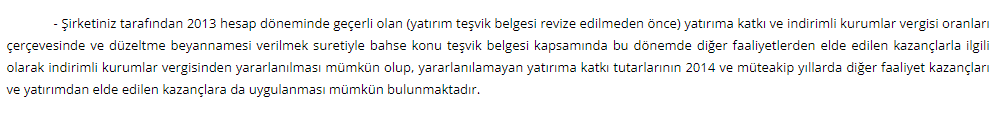 - Şirketiniz tarafından 2013 hesap döneminde geçerli olan (yatırım teşvik belgesi revize edilmeden önce) yatırıma katkı ve indirimli kurumlar vergisi oranları
çerçevesinde ve düzeltme beyannamesi verilmek suretiyle bahse konu teşvik belgesi kapsamında bu dönemde diğer faaliyetlerden elde edilen kazançlarla ilgili
olarak indirimli kurumlar vergisinden yararlanılması mümkün olup, yararlanılamayan yatırıma katkı tutarlarının 2014 ve müteakip yıllarda diğer faaliyet kazançları
ve yatırımdan elde edilen kazançlara da uygulanması mümkün bulunmaktadır.